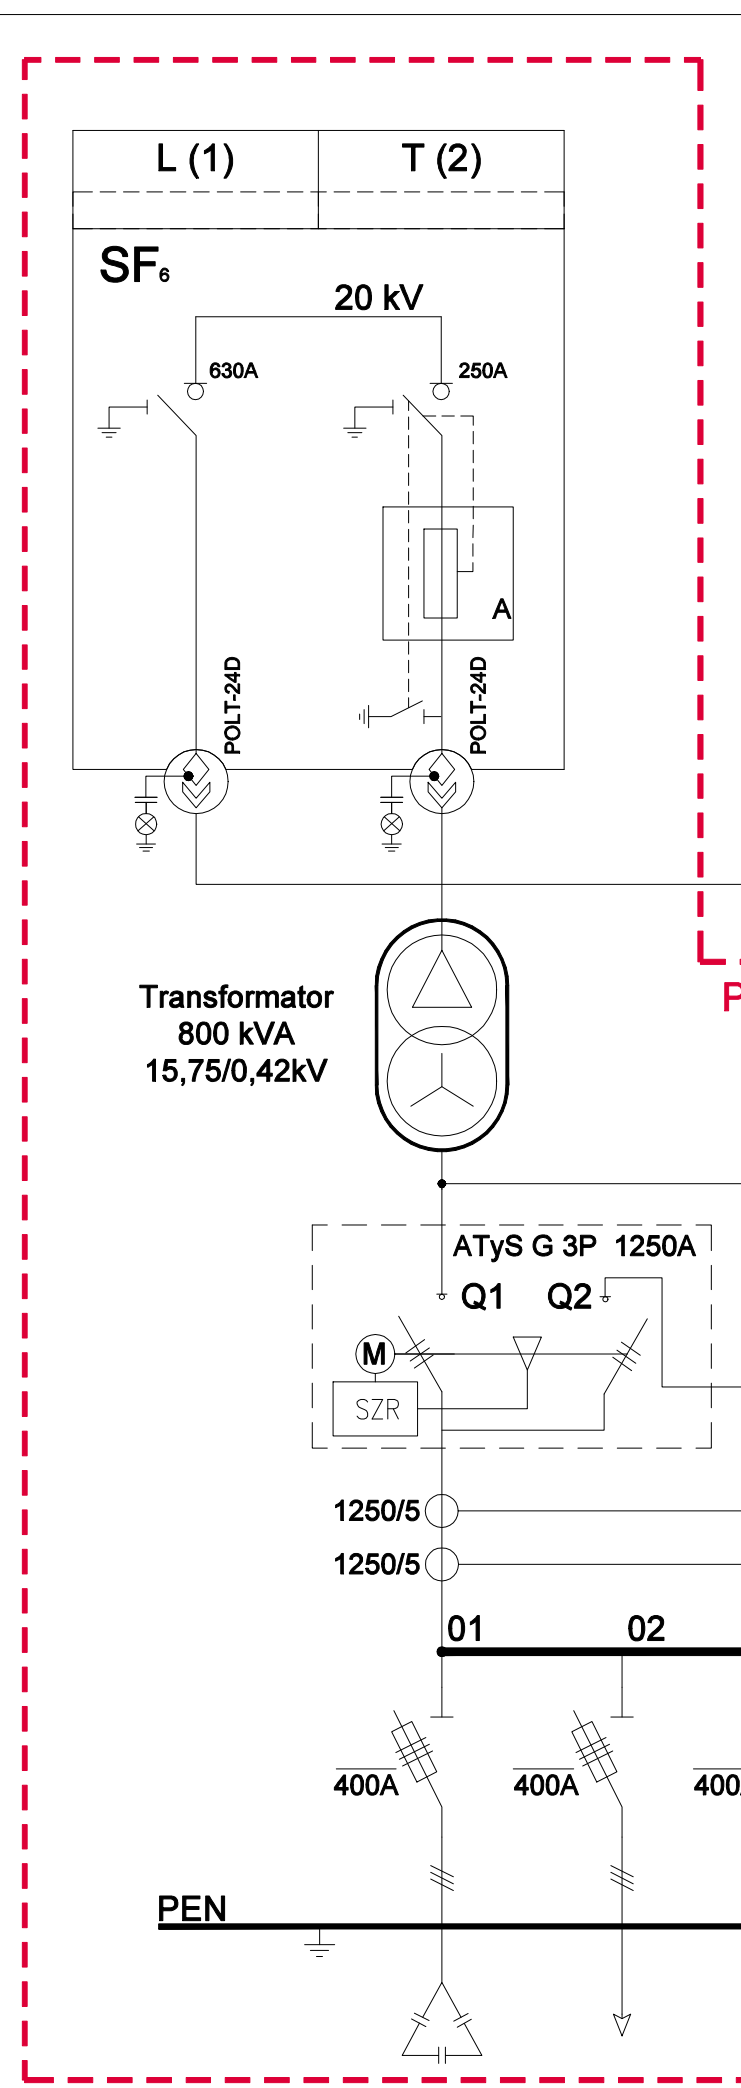 L (1) T (2)
SF₆
20 kV
630A 250A
A
POLT-24D POLT-24D
Transformator
800 kVA
15,75/0,42kV
P
ATyS G 3P 1250A
Q1 Q2
M
SZR
1250/5
1250/5
01 02
400A 400A 400
PEN